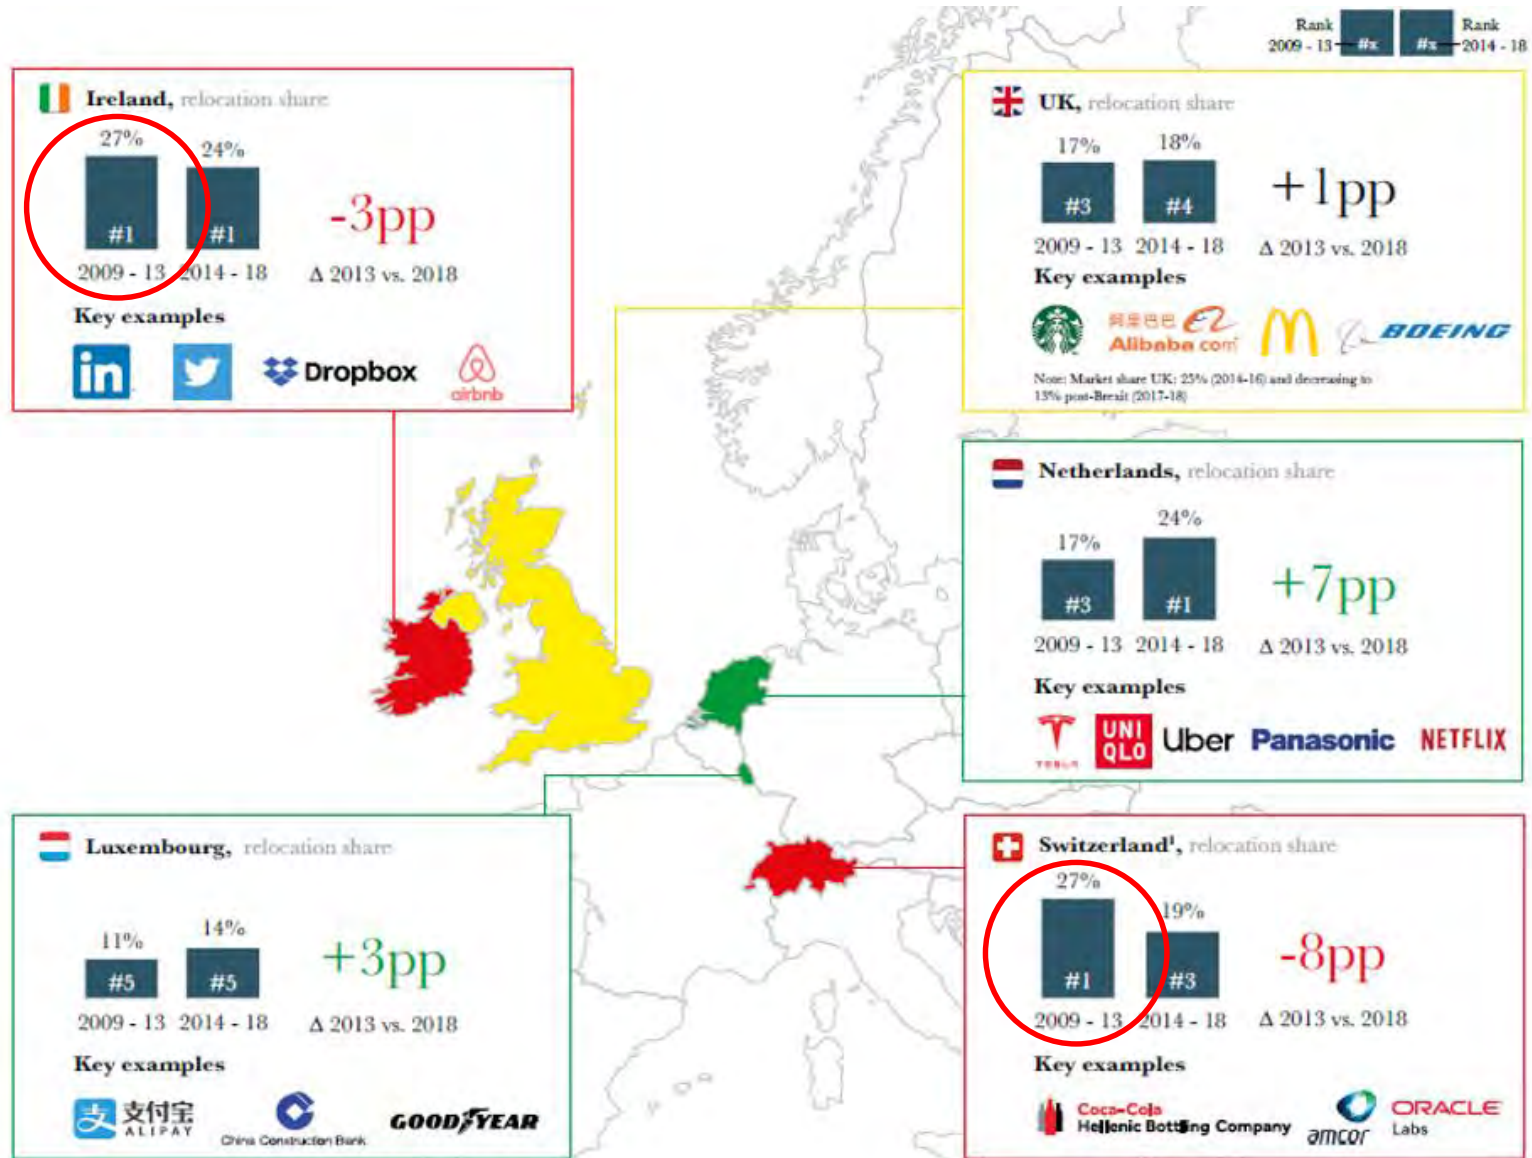 Rank
2009 - 13
#x
#x
Rank
2014 - 18
Ireland, relocation share
27%
24%
#1
#1
-3pp
2009 - 13
2014 - 18
Δ 2013 vs. 2018
Key examples
in
Dropbox
airbnb
UK, relocation share
17%
18%
#3
#4
+1pp
2009 - 13
2014 - 18
Δ 2013 vs. 2018
Key examples
阿里巴巴
Alibaba.com
BOEING
Note: Market share UK: 25% (2014-16) and decreasing to
13% post-Brexit (2017-18)
Netherlands, relocation share
17%
24%
#3
#1
+7pp
2009 - 13
2014 - 18
Δ 2013 vs. 2018
Key examples
TESLA
UNI
QLO
Uber
Panasonic
NETFLIX
Luxembourg, relocation share
11%
14%
#5
#5
+3pp
2009 - 13
2014 - 18
Δ 2013 vs. 2018
Key examples
支
支付宝
ALIPAY
China Construction Bank
GOODYEAR
Switzerland¹, relocation share
27%
19%
#1
#3
-8pp
2009 - 13
2014 - 18
Δ 2013 vs. 2018
Key examples
Coca-Cola
Hellenic Bottling Company
amcor
ORACLE
Labs